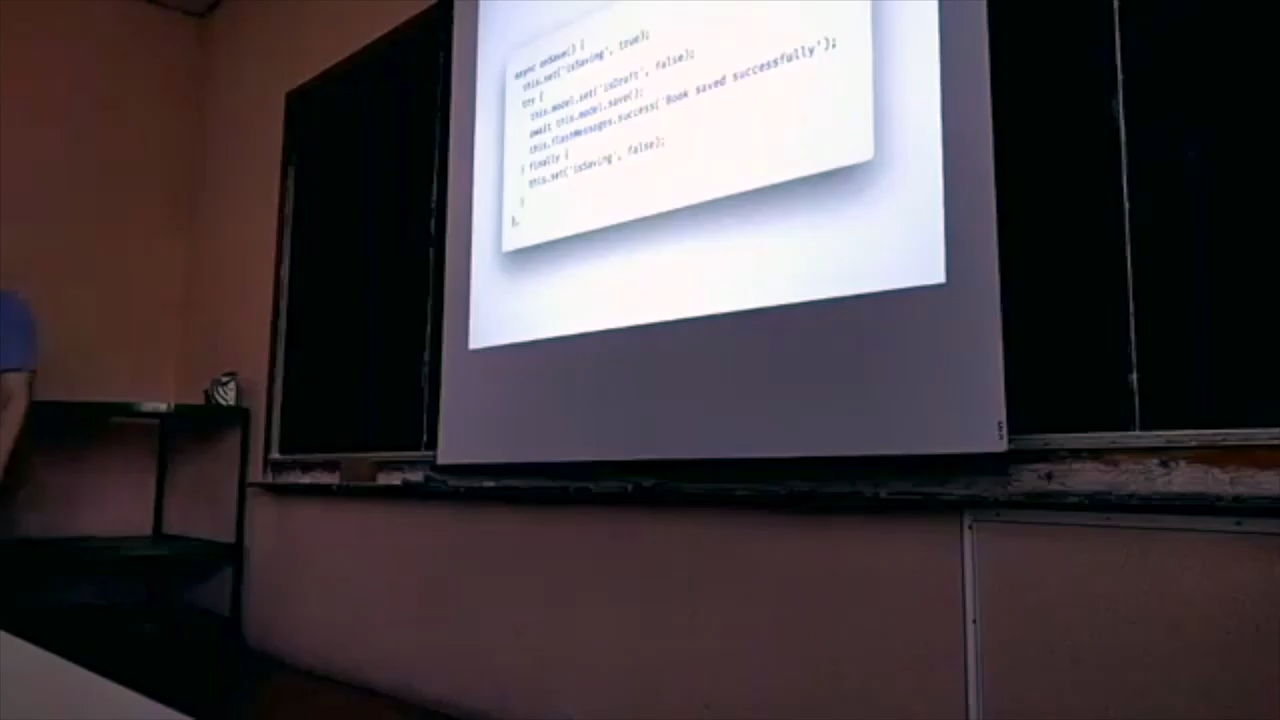 async onSave() {
this.set('isSaving', true);
try {
this.model.set('isDraft', false);
await this.model.save();
this.flashMessages.success('Book saved successfully');
} finally {
this.set('isSaving', false);
}
},